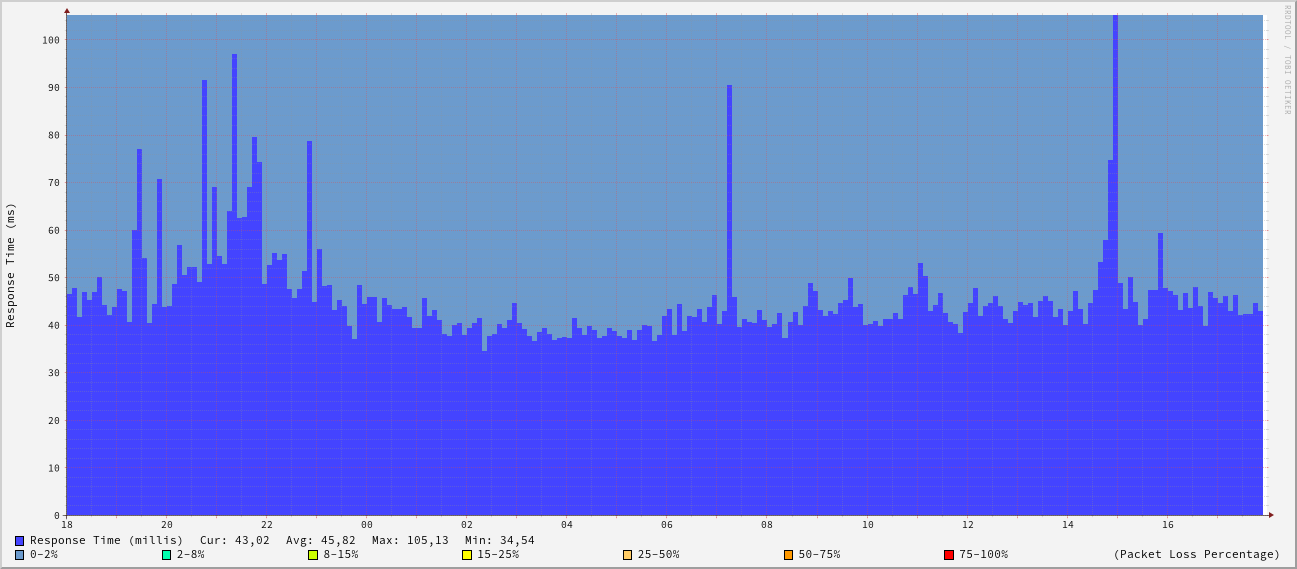 RRDTOOL / TOBI OETIKER
Response Time (ms)
100
90
80
70
60
50
40
30
20
10
0
18 20 22 00 02 04 06 08 10 12 14 16
Response Time (millis) Cur: 43,02 Avg: 45,82 Max: 105,13 Min: 34,54
0-2% 2-8% 8-15% 15-25% 25-50% 50-75% 75-100% (Packet Loss Percentage)